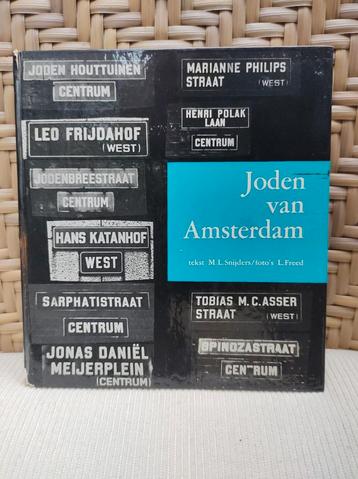 JODEN HOUTTUINEN
CENTRUM
LEO FRIJDAHOF
(WEST)
JODENBREESTRAAT
CENTRUM
HANS KATANHOF
WEST
SARPHATISTRAAT
CENTRUM
JONAS DANIËL
MEIJERPLEIN
(CENTRUM)
MARIANNE PHILIPS
STRAAT (WEST)
HENRI POLAK
LAAN
CENTRUM
Joden
van
Amsterdam
tekst M.L.Snijders/foto's L.Freed
TOBIAS M.C.ASSER
STRAAT (WEST)
SPINOZASTRAAT
CENTRUM